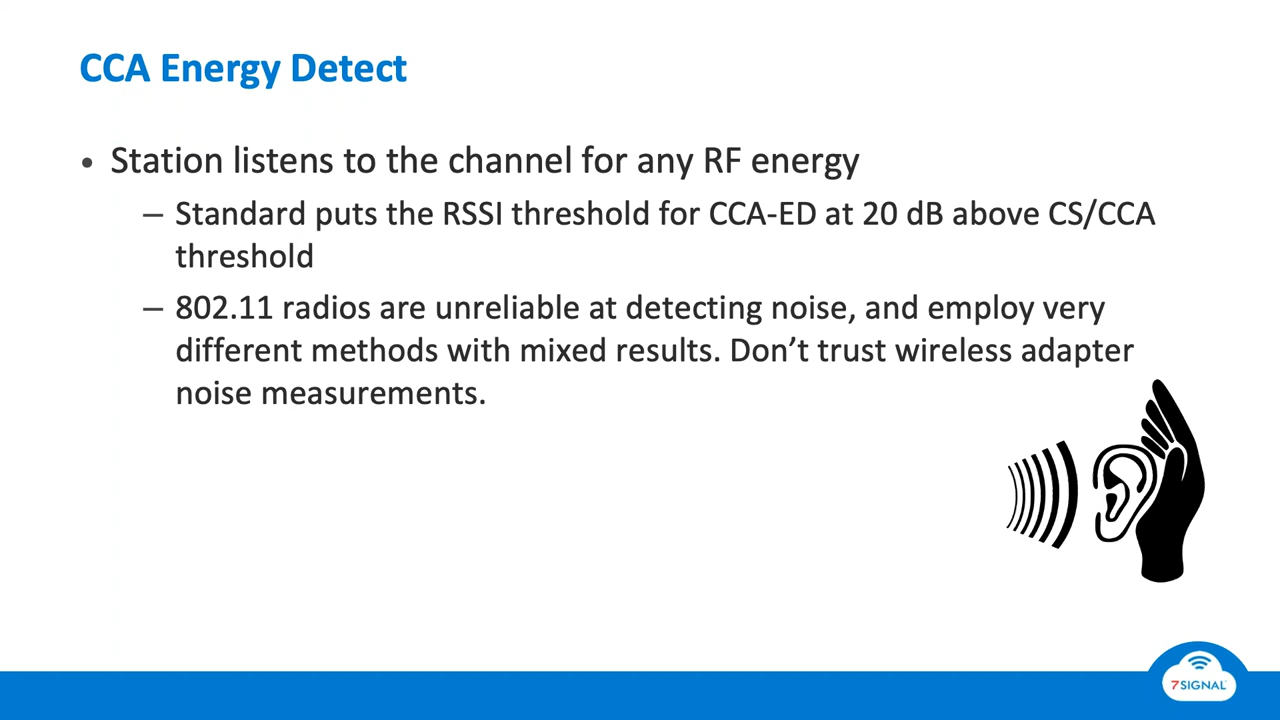 CCA Energy Detect
• Station listens to the channel for any RF energy
– Standard puts the RSSI threshold for CCA-ED at 20 dB above CS/CCA
threshold
– 802.11 radios are unreliable at detecting noise, and employ very
different methods with mixed results. Don’t trust wireless adapter
noise measurements.
7SIGNAL